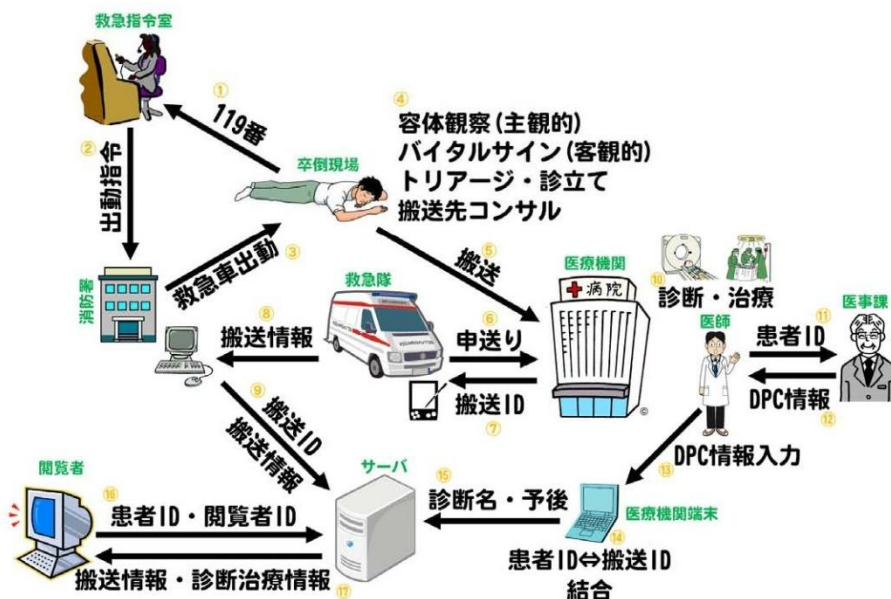 救急指令室
①
119番
②
出動指令
卒倒現場
④
容体観察(主観的)
バイタルサイン(客観的)
トリアージ・診立て
搬送先コンサル
消防署
救急車出動
③
⑤
搬送
医療機関
病院
⑩
診断・治療
救急隊
⑧
搬送情報
⑥
申送り
搬送ID
⑦
医師
⑪
患者ID
医事課
DPC情報
⑫
⑨
搬送ID
搬送情報
©
DPC情報入力
⑬
閲覧者
サーバ
⑮
診断名・予後
医療機関端末
⑯
患者ID・閲覧者ID
⑭
患者ID⇔搬送ID
結合
搬送情報・診断治療情報
⑰